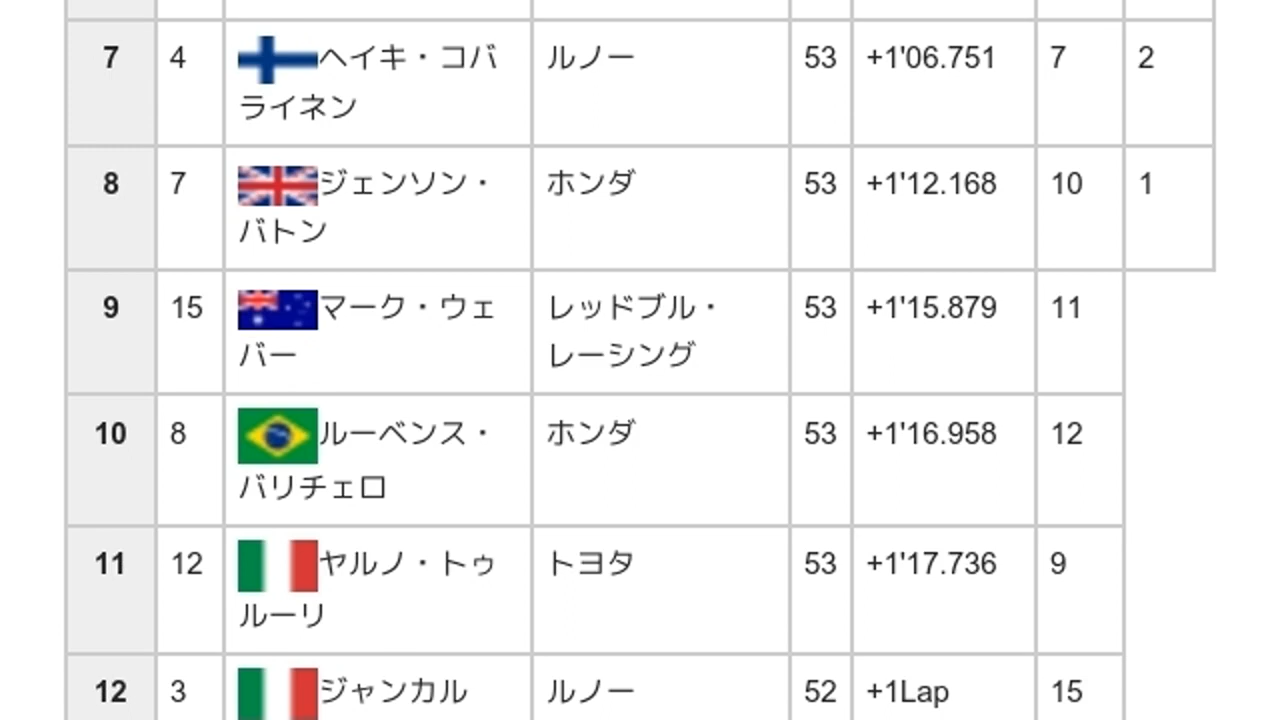 7 4 ヘイキ・コバ ルノー 53 +1'06.751 7 2
ライネン
8 7 ジェンソン・ ホンダ 53 +1'12.168 10 1
バトン
9 15 マーク・ウェ レッドブル・ 53 +1'15.879 11
バー レーシング
10 8 ルーベンス・ ホンダ 53 +1'16.958 12
バリチェロ
11 12 ヤルノ・トゥ トヨタ 53 +1'17.736 9
ルーリ
12 3 ジャンカル ルノー 52 +1Lap 15